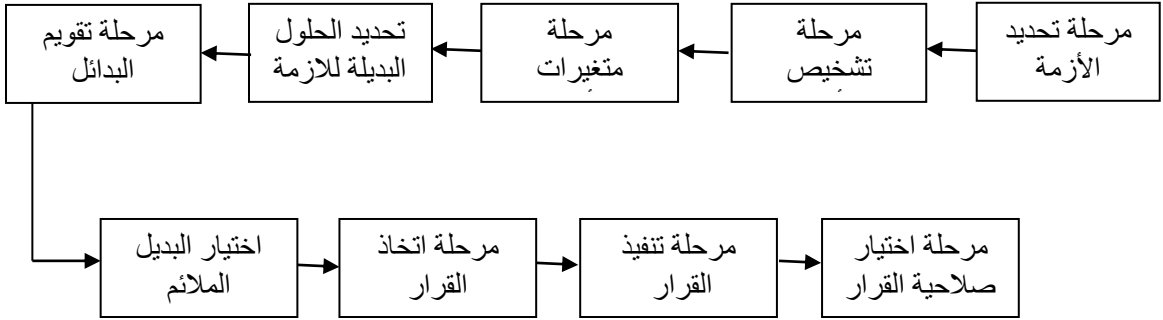 مرحلة تحديد
الأزمة
مرحلة
تشخيص
مرحلة
متغيرات
تحديد الحلول
البديلة للازمة
مرحلة تقويم
البدائل
اختيار البديل
الملائم
مرحلة اتخاذ
القرار
مرحلة تنفيذ
القرار
مرحلة اختيار
صلاحية القرار